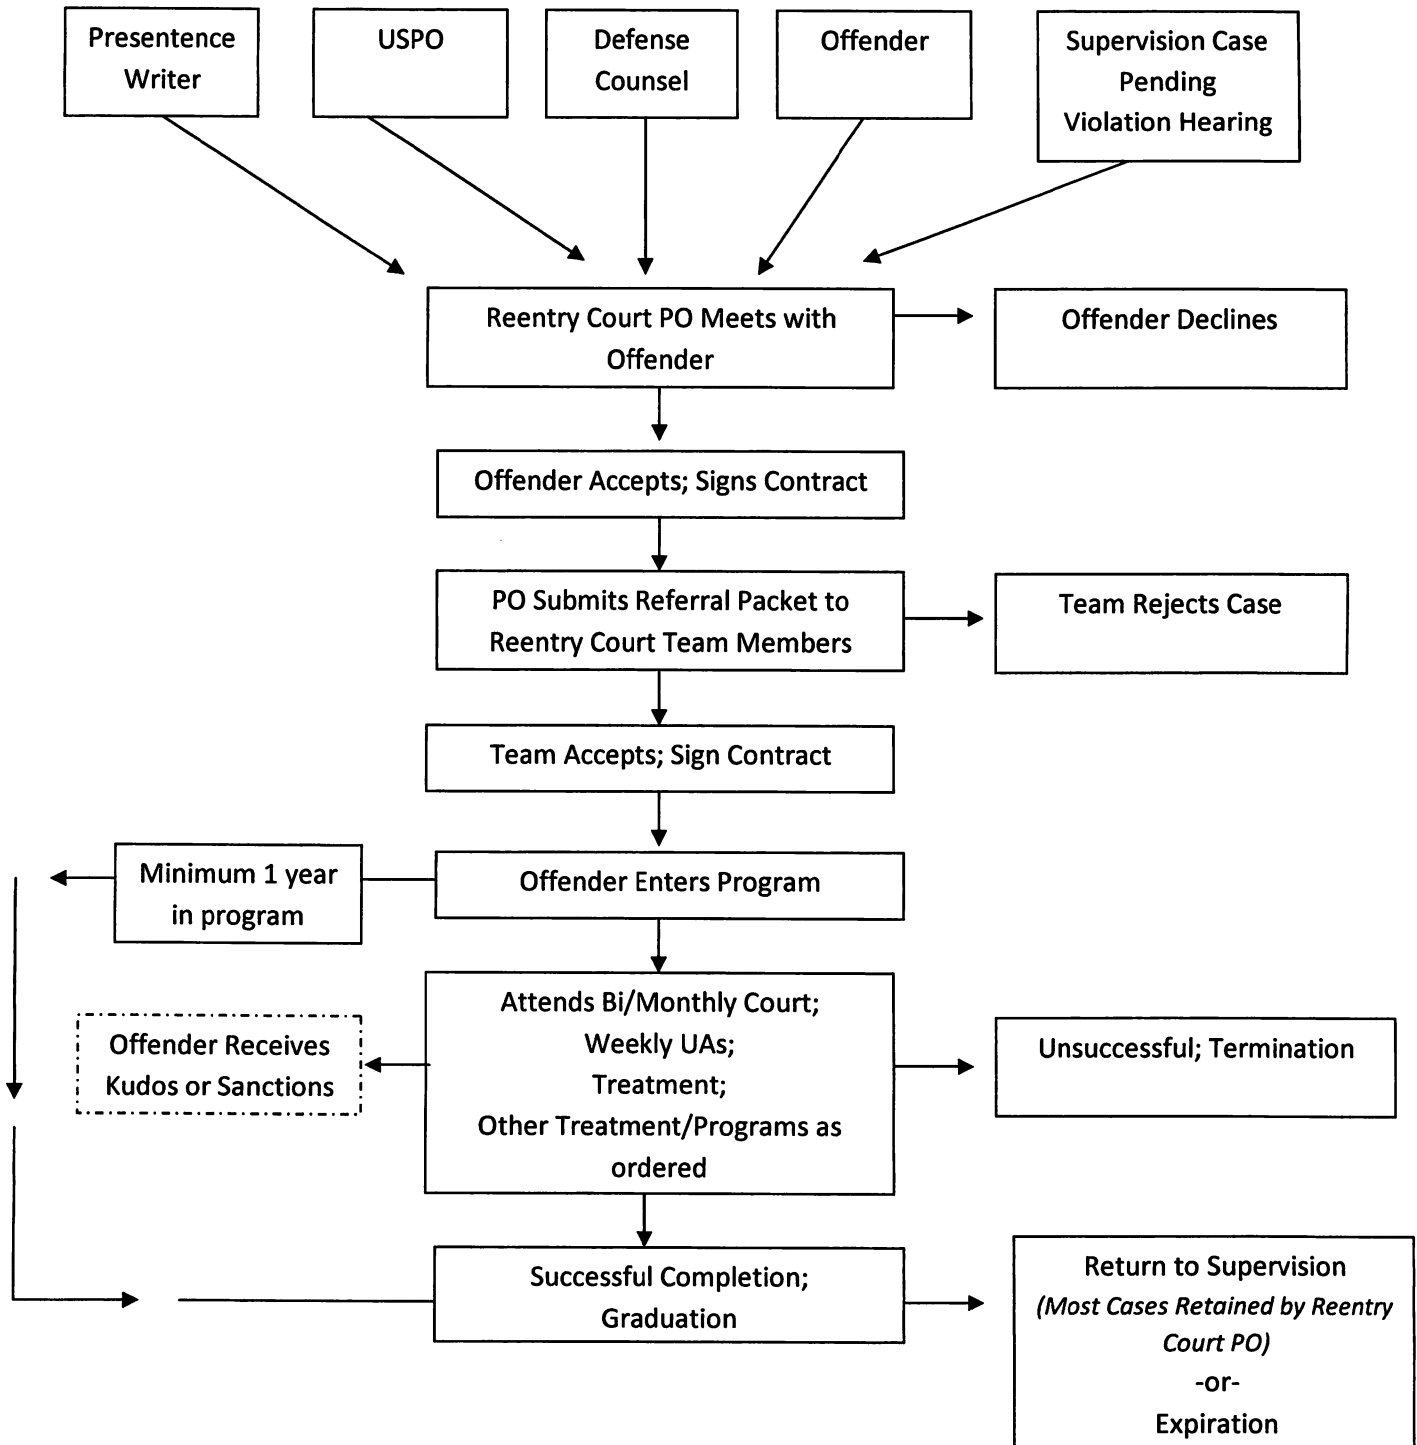 Presentence
Writer
USPO
Defense
Counsel
Offender
Supervision Case
Pending
Violation Hearing
Reentry Court PO Meets with
Offender
Offender Declines
Offender Accepts; Signs Contract
PO Submits Referral Packet to
Reentry Court Team Members
Team Rejects Case
Team Accepts; Sign Contract
Minimum 1 year
in program
Offender Enters Program
Offender Receives
Kudos or Sanctions
Attends Bi/Monthly Court;
Weekly UAs;
Treatment;
Other Treatment/Programs as
ordered
Unsuccessful; Termination
Successful Completion;
Graduation
Return to Supervision
(Most Cases Retained by Reentry
Court PO)
-or-
Expiration